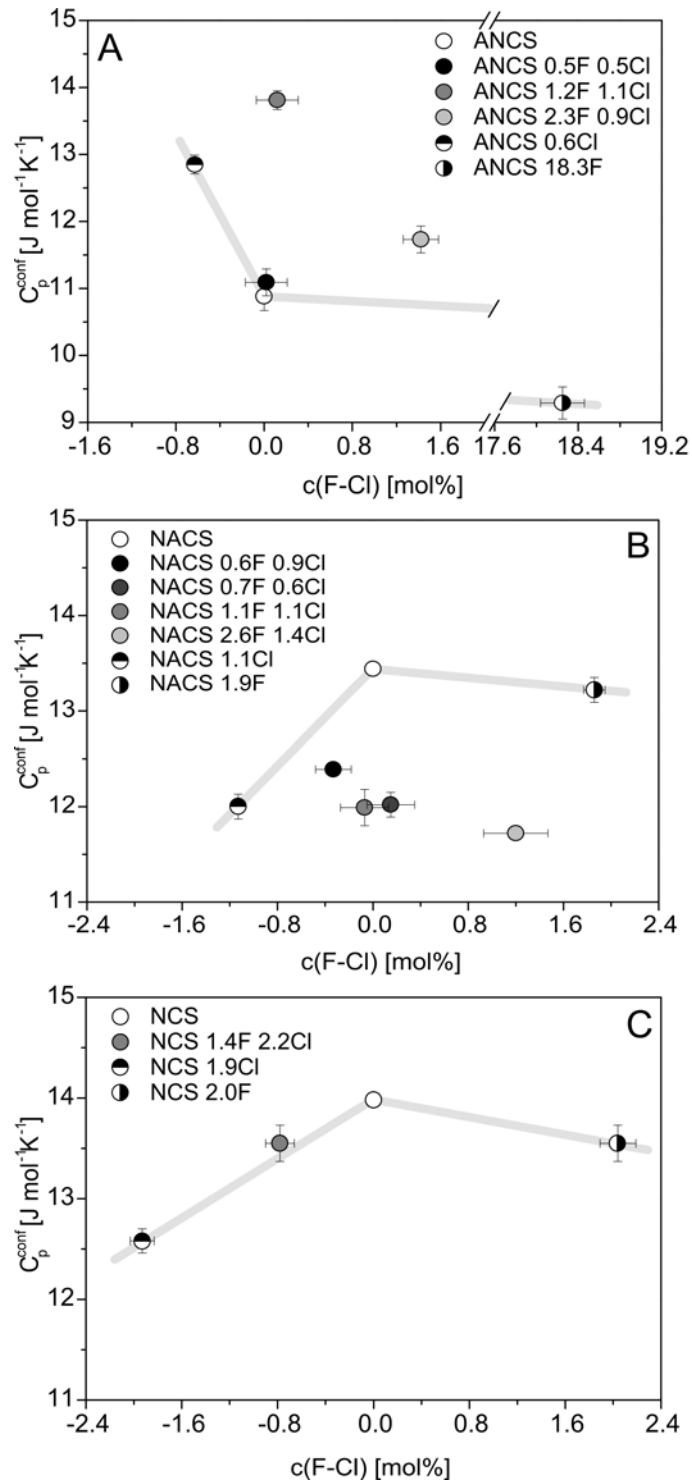 A
ANCS
ANCS 0.5F 0.5Cl
ANCS 1.2F 1.1Cl
ANCS 2.3F 0.9Cl
ANCS 0.6Cl
ANCS 18.3F
C_p^conf [J mol⁻¹K⁻¹]
15
14
13
12
11
10
9
-1.6 -0.8 0.0 0.8 1.6 17.6 18.4 19.2
c(F-Cl) [mol%]
B
NACS
NACS 0.6F 0.9Cl
NACS 0.7F 0.6Cl
NACS 1.1F 1.1Cl
NACS 2.6F 1.4Cl
NACS 1.1Cl
NACS 1.9F
C_p^conf [J mol⁻¹K⁻¹]
15
14
13
12
11
-2.4 -1.6 -0.8 0.0 0.8 1.6 2.4
c(F-Cl) [mol%]
C
NCS
NCS 1.4F 2.2Cl
NCS 1.9Cl
NCS 2.0F
C_p^conf [J mol⁻¹K⁻¹]
15
14
13
12
11
-2.4 -1.6 -0.8 0.0 0.8 1.6 2.4
c(F-Cl) [mol%]